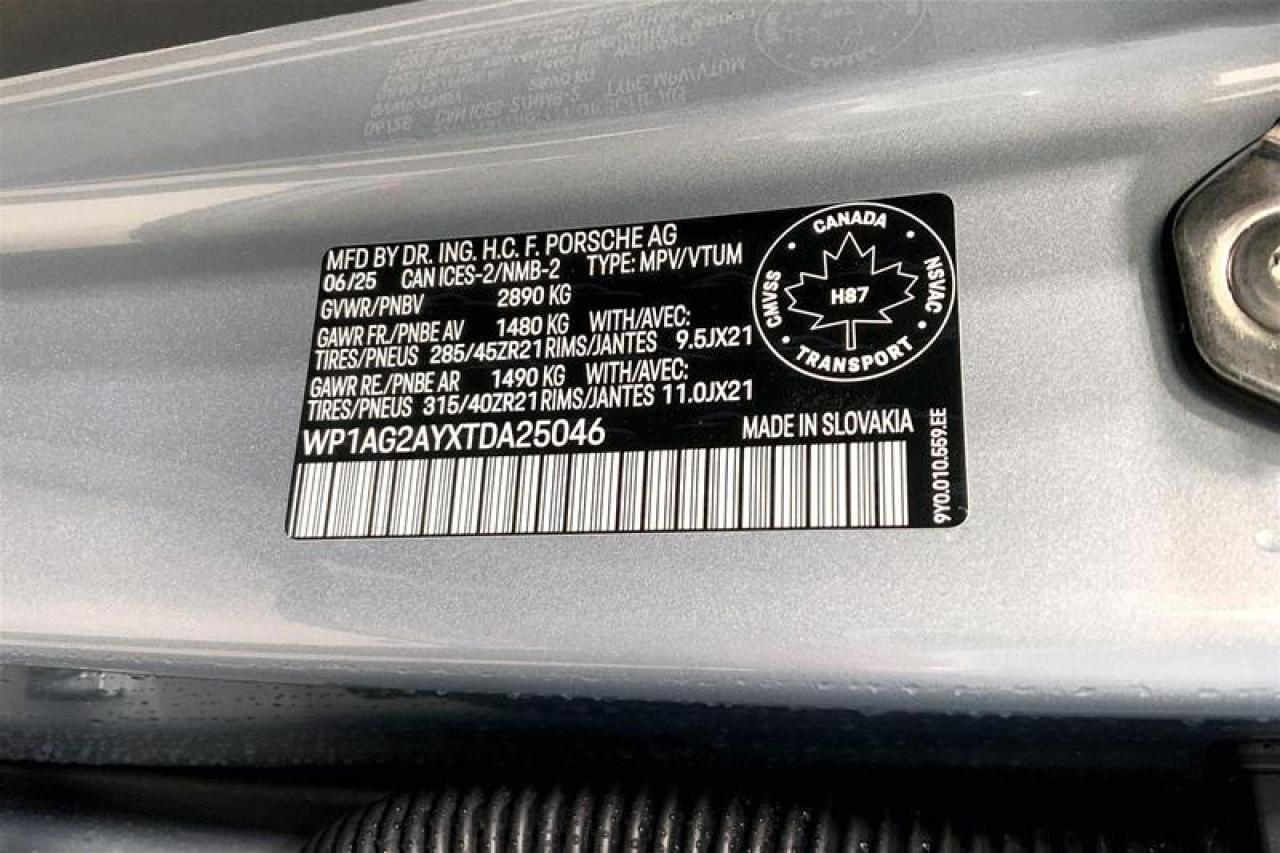 MFD BY DR. ING. H.C. F. PORSCHE AG
06/25 CAN ICES-2/NMB-2 TYPE: MPV/VTUM
GVWR/PNBV 2890 KG
GAWR FR./PNBE AV 1480 KG WITH/AVEC:
TIRES/PNEUS 285/45ZR21 RIMS/JANTES 9.5JX21
GAWR RE./PNBE AR 1490 KG WITH/AVEC:
TIRES/PNEUS 315/40ZR21 RIMS/JANTES 11.0JX21
WP1AG2AYXTDA25046 MADE IN SLOVAKIA
CANADA
CMVSS
H87
NSVAC
TRANSPORT
9Y0.010.559.EE